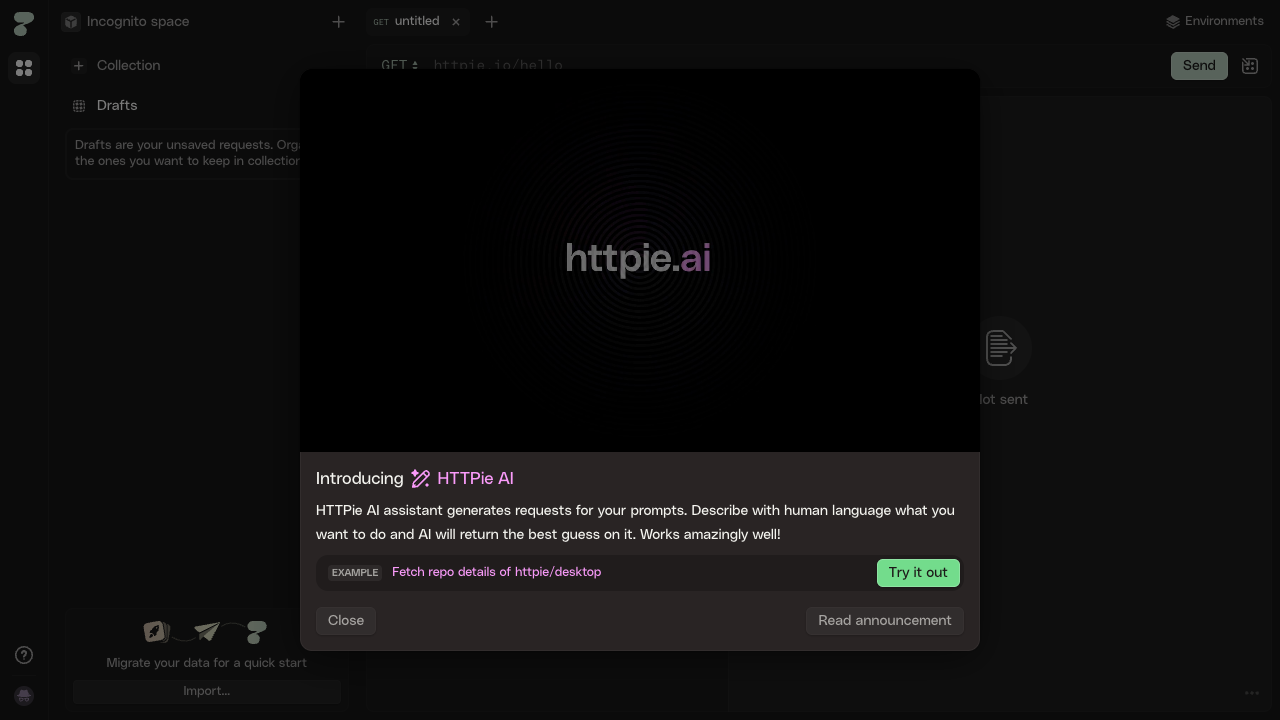 Incognito space
GET untitled
Environments
Collection
GET
httpie.io/hello
Send
Drafts
Drafts are your unsaved requests.
the ones you want to keep in
httpie.ai
sent
Introducing HTTPie AI
HTTPie AI assistant generates requests for your prompts. Describe with human language what you
want to do and AI will return the best guess on it. Works amazingly well!
EXAMPLE Fetch repo details of httpie/desktop
Try it out
Close
Read announcement
Migrate your data for a quick start
Import...